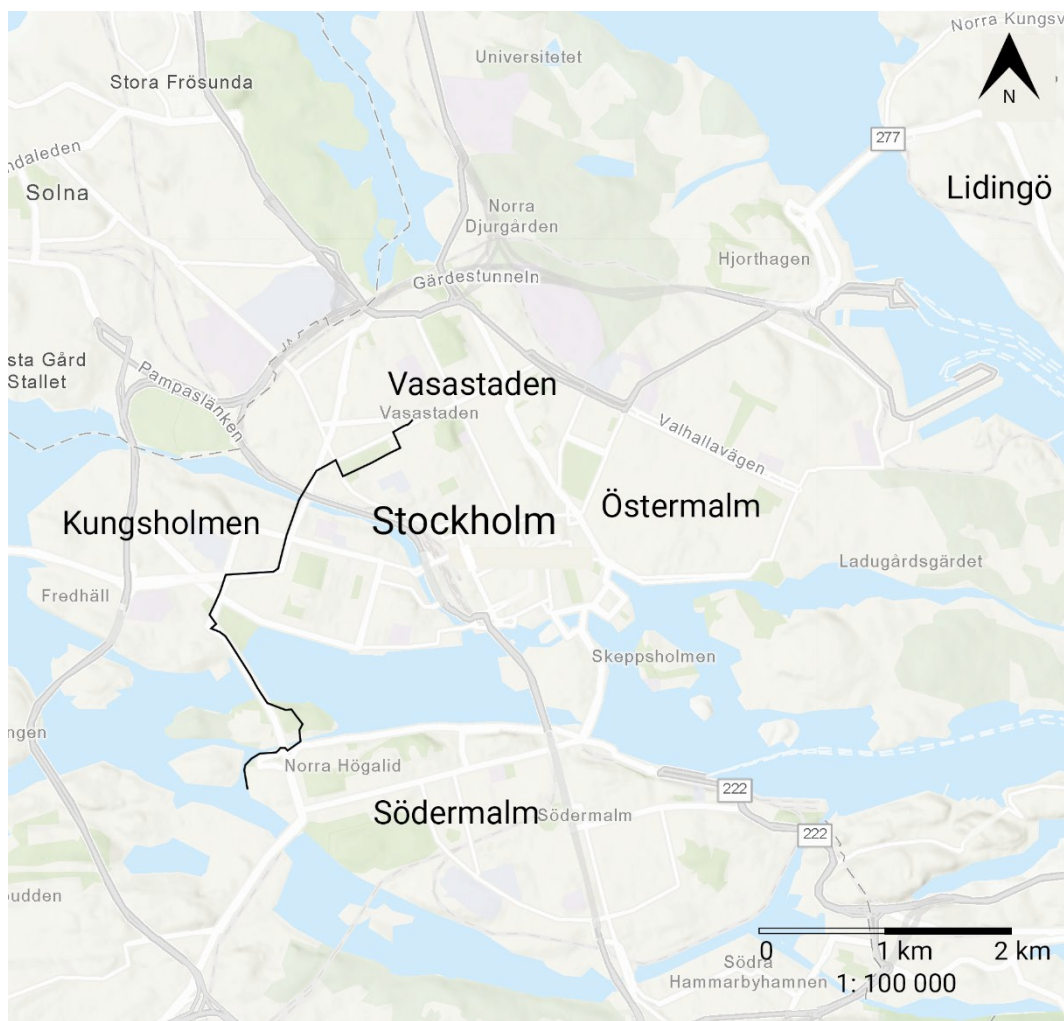 Norra Kungsv
Universitetet
Stora Frösunda
N
277
ndaleden
Solna
Lidingö
Norra
Djurgården
Hjorthagen
Gärdestunneln
sta Gård
Stallet
Pampaslänken
Vasastaden
Vasastaden
Valhallavägen
Östermalm
Kungsholmen
Stockholm
Ladugårdsgärdet
Fredhäll
Skeppsholmen
ngen
Norra Högalid
222
Södermalm
Södermalm
222
oudden
0
1 km
2 km
Södra
Hammarbyhamnen
1: 100 000